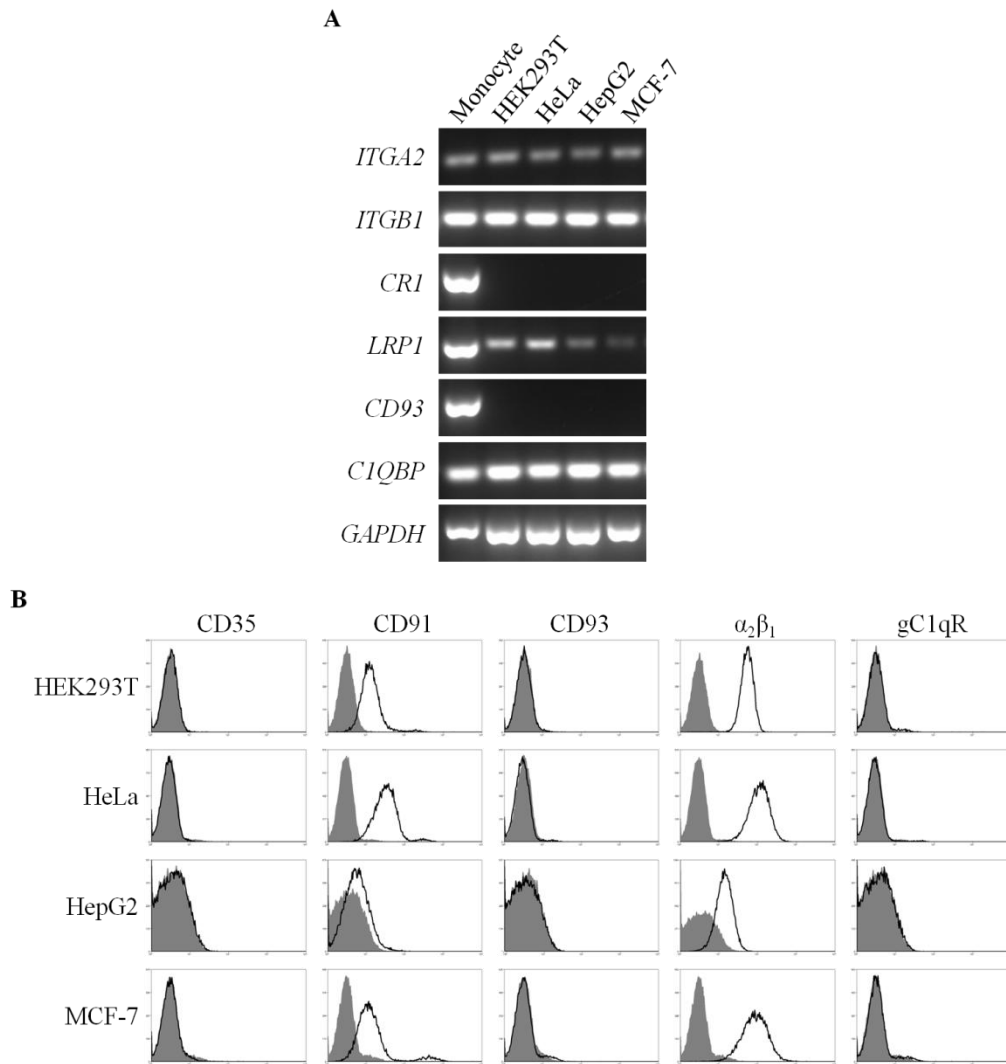 A
Monocyte HEK293T HeLa HepG2 MCF-7
ITGA2
ITGB1
CR1
LRP1
CD93
C1QBP
GAPDH
B
CD35 CD91 CD93 α₂β₁ gC1qR
HEK293T
HeLa
HepG2
MCF-7